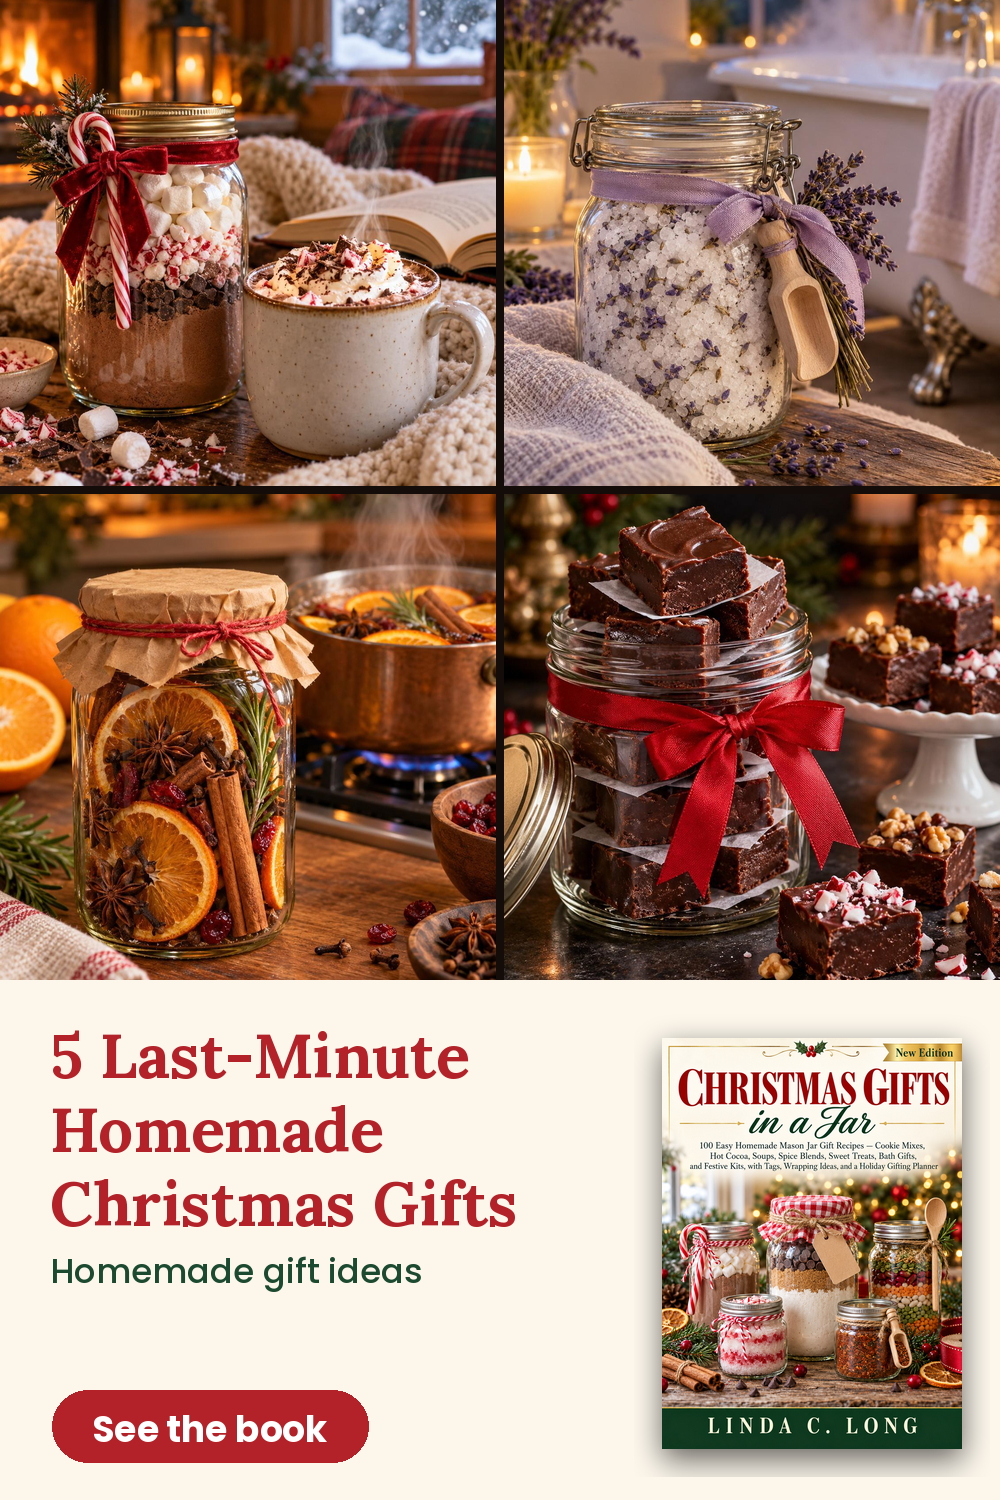 5 Last-Minute
Homemade
Christmas Gifts
Homemade gift ideas
See the book
New Edition
CHRISTMAS GIFTS
in a Jar
100 Easy Homemade Mason Jar Gift Recipes — Cookie Mixes,
Hot Cocoa, Soups, Spice Blends, Sweet Treats, Bath Gifts,
and Festive Kits, with Tags, Wrapping Ideas, and a Holiday Gifting Planner
LINDA C. LONG